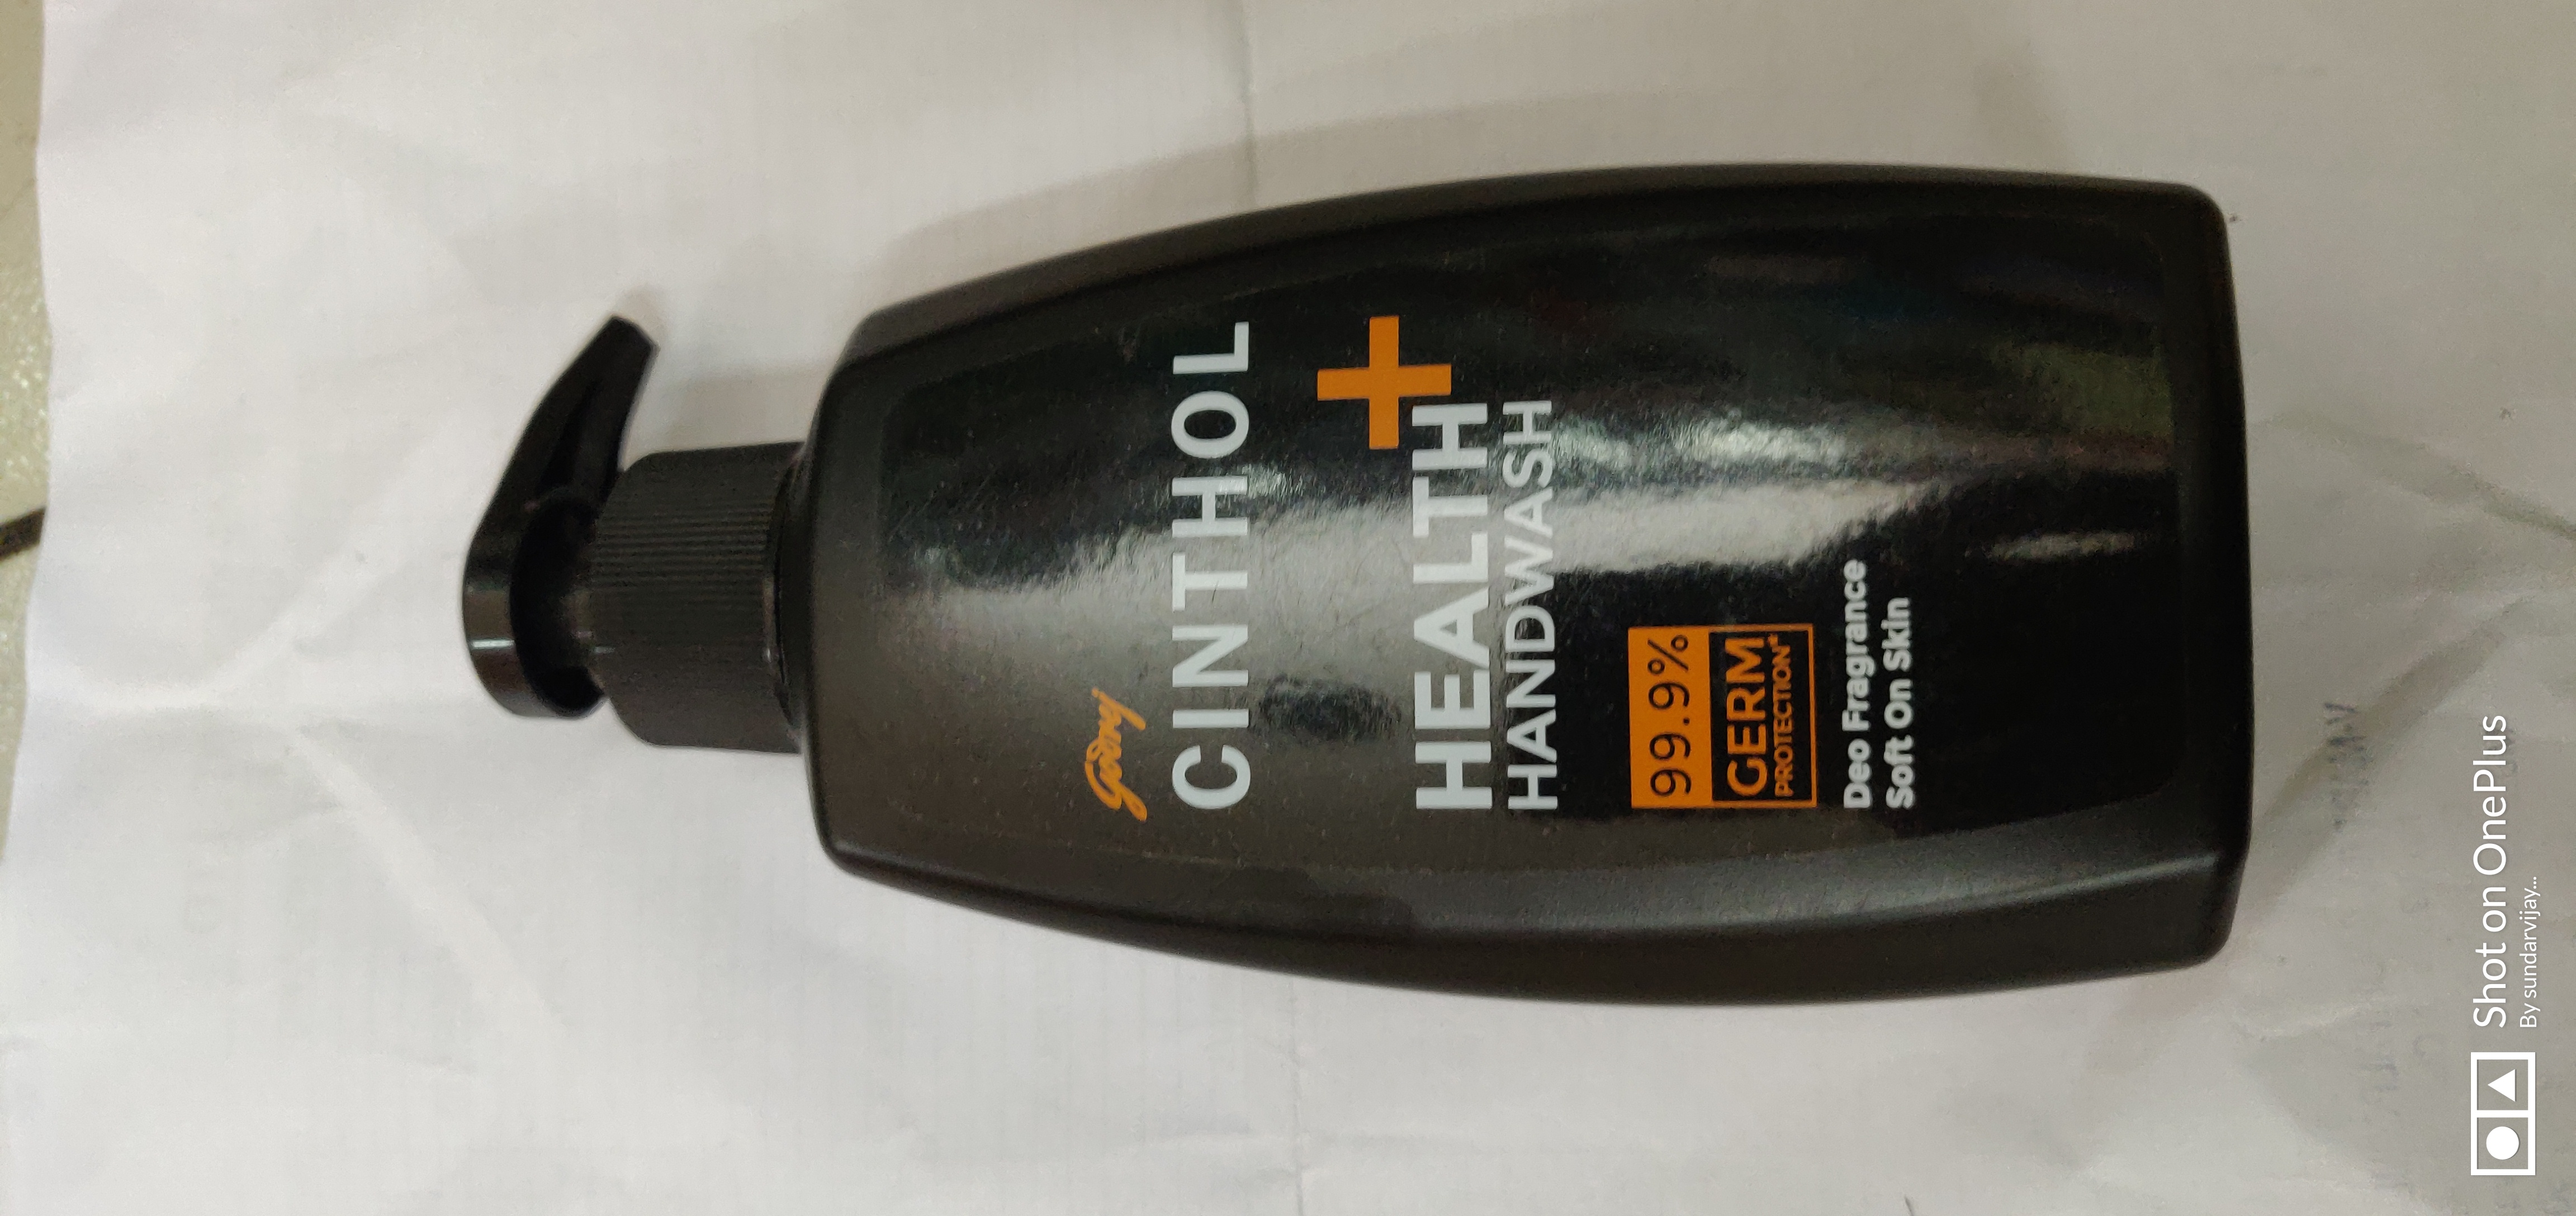 Godrej
CINTHOL
HEALTH+
HANDWASH
99.9%
GERM
PROTECTION*
Deo Fragrance
Soft On Skin
Shot on OnePlus
By sundarvijay...